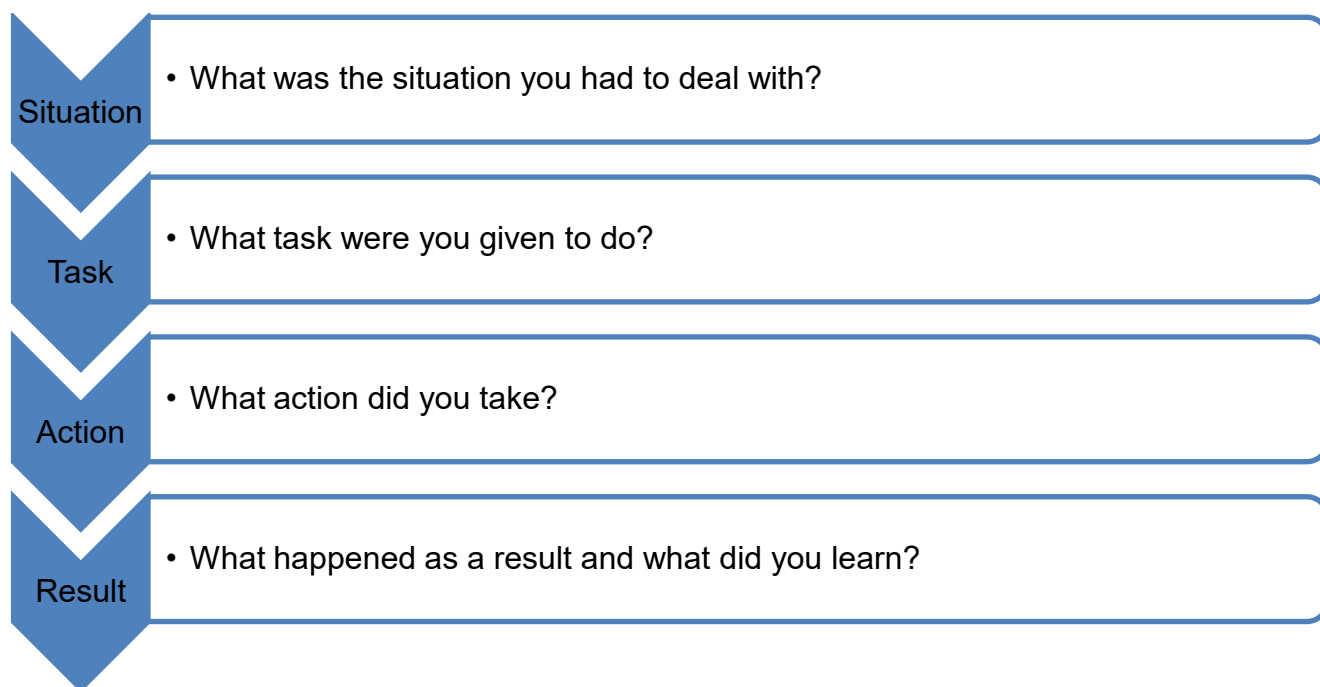 Situation
• What was the situation you had to deal with?
Task
• What task were you given to do?
Action
• What action did you take?
Result
• What happened as a result and what did you learn?